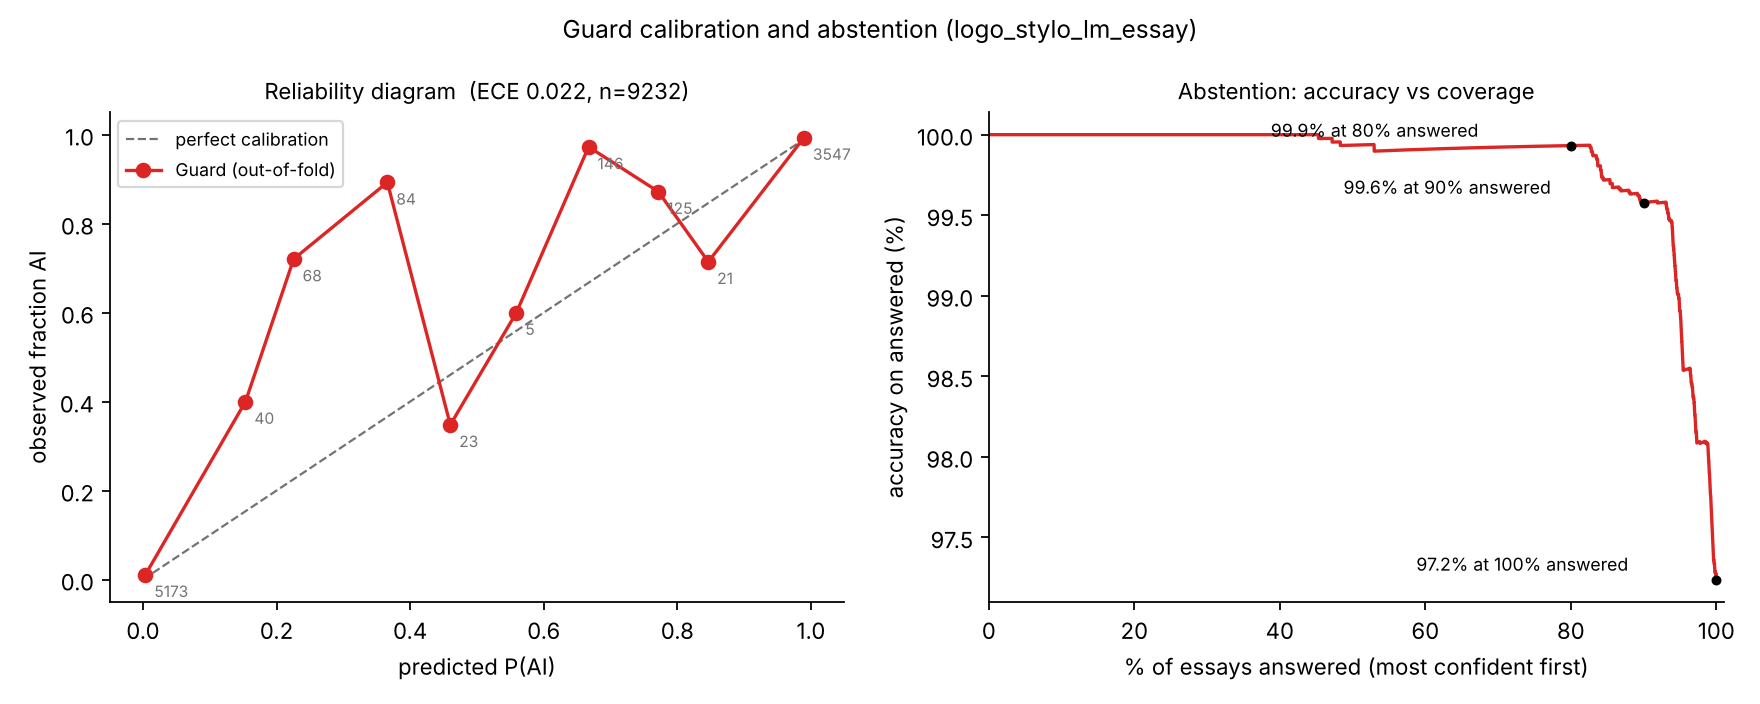 Guard calibration and abstention (logo_stylo_lm_essay)
Reliability diagram (ECE 0.022, n=9232)
perfect calibration
Guard (out-of-fold)
1.0
0.8
0.6
0.4
0.2
0.0
observed fraction AI
5173
40
68
84
23
5
146
125
21
3547
0.0 0.2 0.4 0.6 0.8 1.0
predicted P(AI)
Abstention: accuracy vs coverage
100.0
99.5
99.0
98.5
98.0
97.5
accuracy on answered (%)
99.9% at 80% answered
99.6% at 90% answered
97.2% at 100% answered
0 20 40 60 80 100
% of essays answered (most confident first)